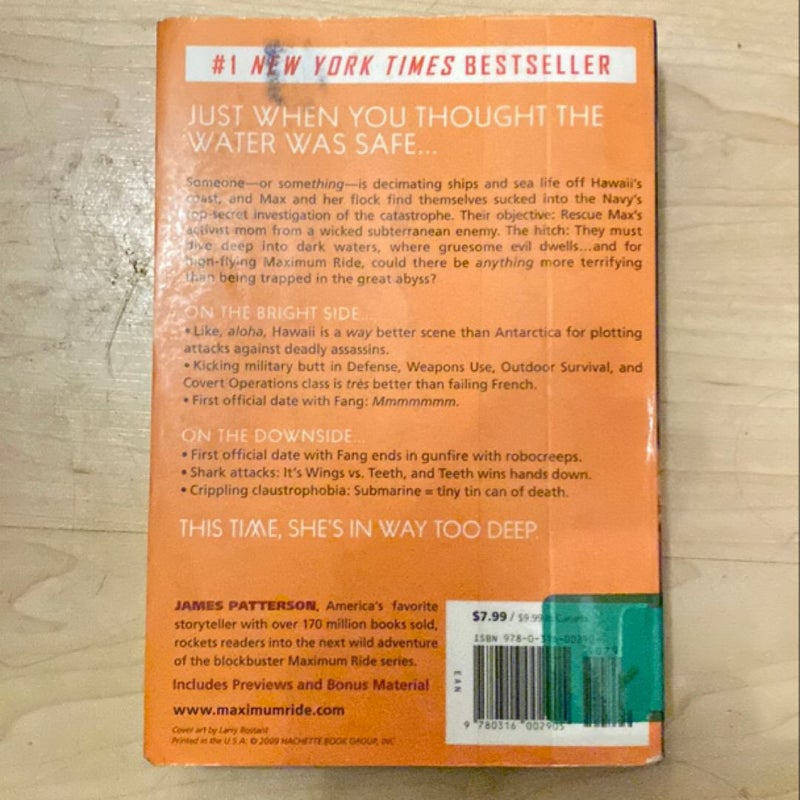 #1 NEW YORK TIMES BESTSELLER
JUST WHEN YOU THOUGHT THE
WATER WAS SAFE...
Someone—or something—is decimating ships and sea life off Hawaii's
coast, and Max and her flock find themselves sucked into the Navy's
top-secret investigation of the catastrophe. Their objective: Rescue Max's
activist mom from a wicked subterranean enemy. The hitch: They must
dive deep into dark waters, where gruesome evil dwells...and for
high-flying Maximum Ride, could there be anything more terrifying
than being trapped in the great abyss?
ON THE BRIGHT SIDE...
• Like, aloha, Hawaii is a way better scene than Antarctica for plotting
attacks against deadly assassins.
• Kicking military butt in Defense, Weapons Use, Outdoor Survival, and
Covert Operations class is trés better than failing French.
• First official date with Fang: Mmmmmmm.
ON THE DOWNSIDE...
• First official date with Fang ends in gunfire with robocreeps.
• Shark attacks: It's Wings vs. Teeth, and Teeth wins hands down.
• Crippling claustrophobia: Submarine = tiny tin can of death.
THIS TIME, SHE'S IN WAY TOO DEEP.
JAMES PATTERSON, America's favorite
storyteller with over 170 million books sold,
rockets readers into the next wild adventure
of the blockbuster Maximum Ride series.
Includes Previews and Bonus Material
www.maximumride.com
Cover art by Larry Rostant
Printed in the U.S.A. © 2009 HACHETTE BOOK GROUP, INC.
$7.99 / $9.99 in Canada
ISBN 978-0-316-00290-
EAN
9 780316 002905